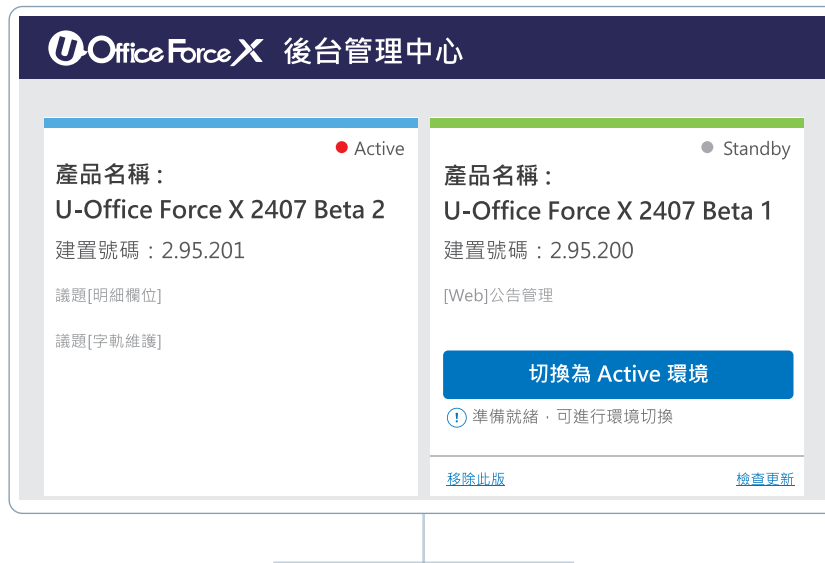 U-Office Force X 後台管理中心
Active
產品名稱 :
U-Office Force X 2407 Beta 2
建置號碼：2.95.201
議題[明細欄位]
議題[字軌維護]
Standby
產品名稱 :
U-Office Force X 2407 Beta 1
建置號碼：2.95.200
[Web]公告管理
切換為 Active 環境
準備就緒，可進行環境切換
移除此版
檢查更新